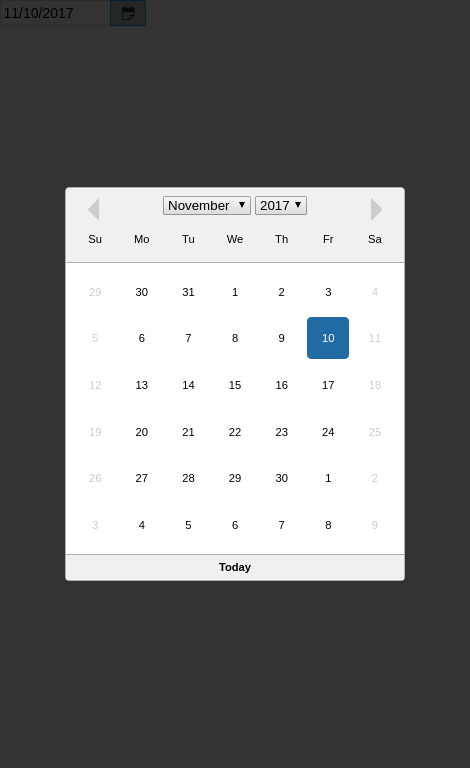 11/10/2017
November 2017
Su Mo Tu We Th Fr Sa
29 30 31 1 2 3 4
5 6 7 8 9 10 11
12 13 14 15 16 17 18
19 20 21 22 23 24 25
26 27 28 29 30 1 2
3 4 5 6 7 8 9
Today